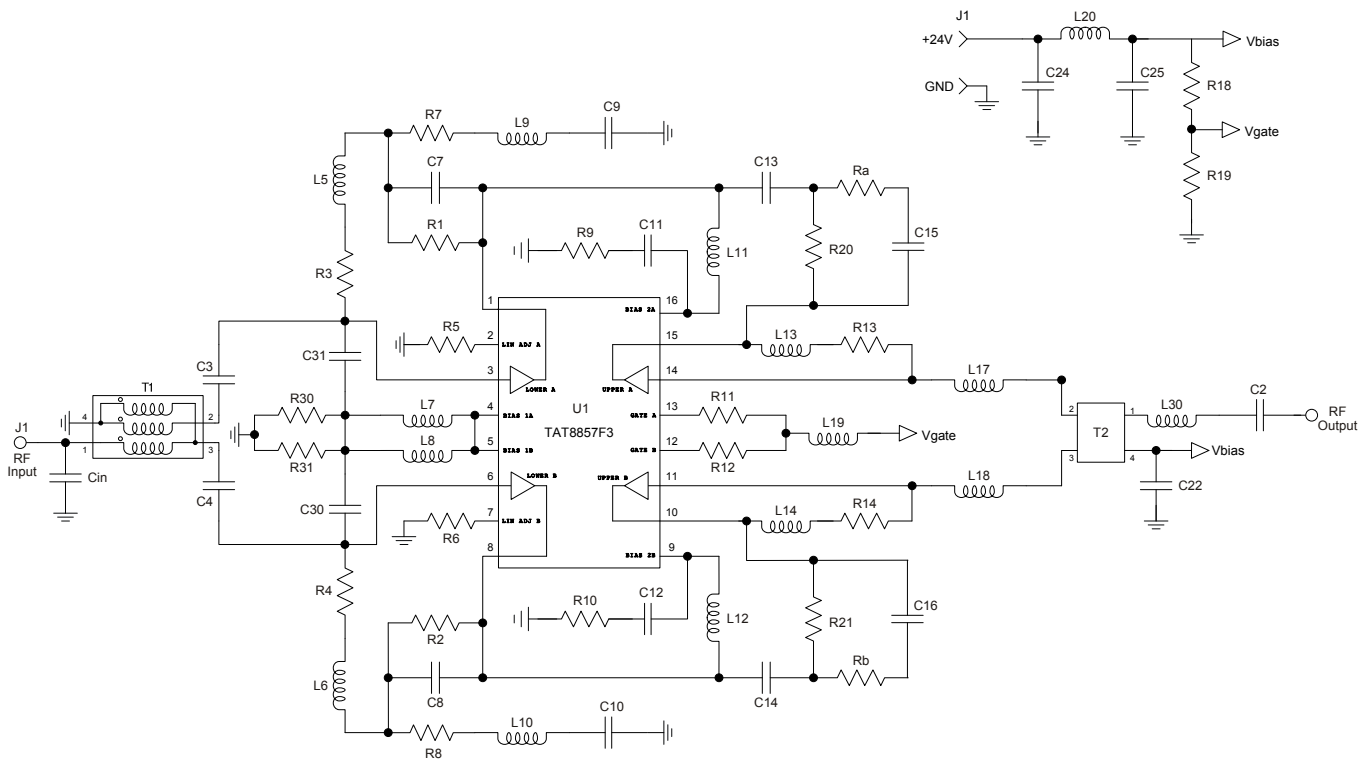 J1
L20
+24V
Vbias
C24
C25
R18
GND
Vgate
R19
R7
L9
C9
L5
C7
C13
Ra
R1
R9
C11
L11
R20
C15
R3
1
16
BIAS 2A
R5
2
LIN ADJ A
15
L13
R13
C3
C31
3
LOWER A
UPPER A
14
L17
T1
4
2
R30
L7
4
BIAS 1A
U1
TAT8857F3
GATE A
13
R11
L19
Vgate
2
1
L30
C2
RF
Output
J1
RF
Input
1
3
Cin
R31
L8
5
BIAS 1B
GATE B
12
R12
T2
3
4
Vbias
C22
C4
C30
6
LOWER B
UPPER B
11
L18
R6
7
LIN ADJ B
10
L14
R14
8
BIAS 2B
9
R4
R10
C12
L12
R21
C16
R2
L6
C8
C14
Rb
R8
L10
C10